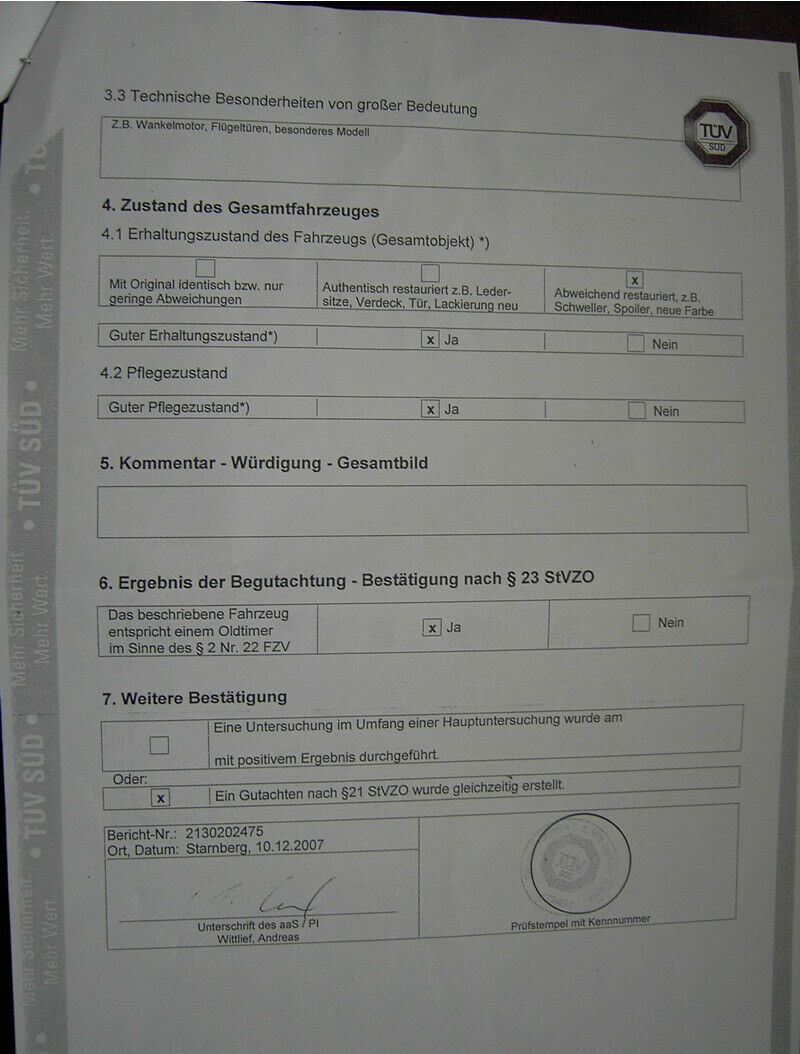 3.3 Technische Besonderheiten von großer Bedeutung
Z.B. Wankelmotor, Flügeltüren, besonderes Modell
TÜV
SÜD
4. Zustand des Gesamtfahrzeuges
4.1 Erhaltungszustand des Fahrzeugs (Gesamtobjekt) *)
Mit Original identisch bzw. nur
geringe Abweichungen
Authentisch restauriert z.B. Leder-
sitze, Verdeck, Tür, Lackierung neu
x
Abweichend restauriert, z.B.
Schweller, Spoiler, neue Farbe
Guter Erhaltungszustand*) x Ja Nein
4.2 Pflegezustand
Guter Pflegezustand*) x Ja Nein
5. Kommentar - Würdigung - Gesamtbild
6. Ergebnis der Begutachtung - Bestätigung nach § 23 StVZO
Das beschriebene Fahrzeug
entspricht einem Oldtimer
im Sinne des § 2 Nr. 22 FZV
x Ja Nein
7. Weitere Bestätigung
Eine Untersuchung im Umfang einer Hauptuntersuchung wurde am
mit positivem Ergebnis durchgeführt.
Oder:
x Ein Gutachten nach §21 StVZO wurde gleichzeitig erstellt.
Bericht-Nr.: 2130202475
Ort, Datum: Starnberg, 10.12.2007
Unterschrift des aaS / PI
Wittlief, Andreas
TÜV
Prüfstempel mit Kennnummer
Mehr Sicherheit.
Mehr Wert.
TÜV SÜD
Mehr Sicherheit.
Mehr Wert.
TÜV SÜD
Mehr Sicherheit.
Mehr Wert.